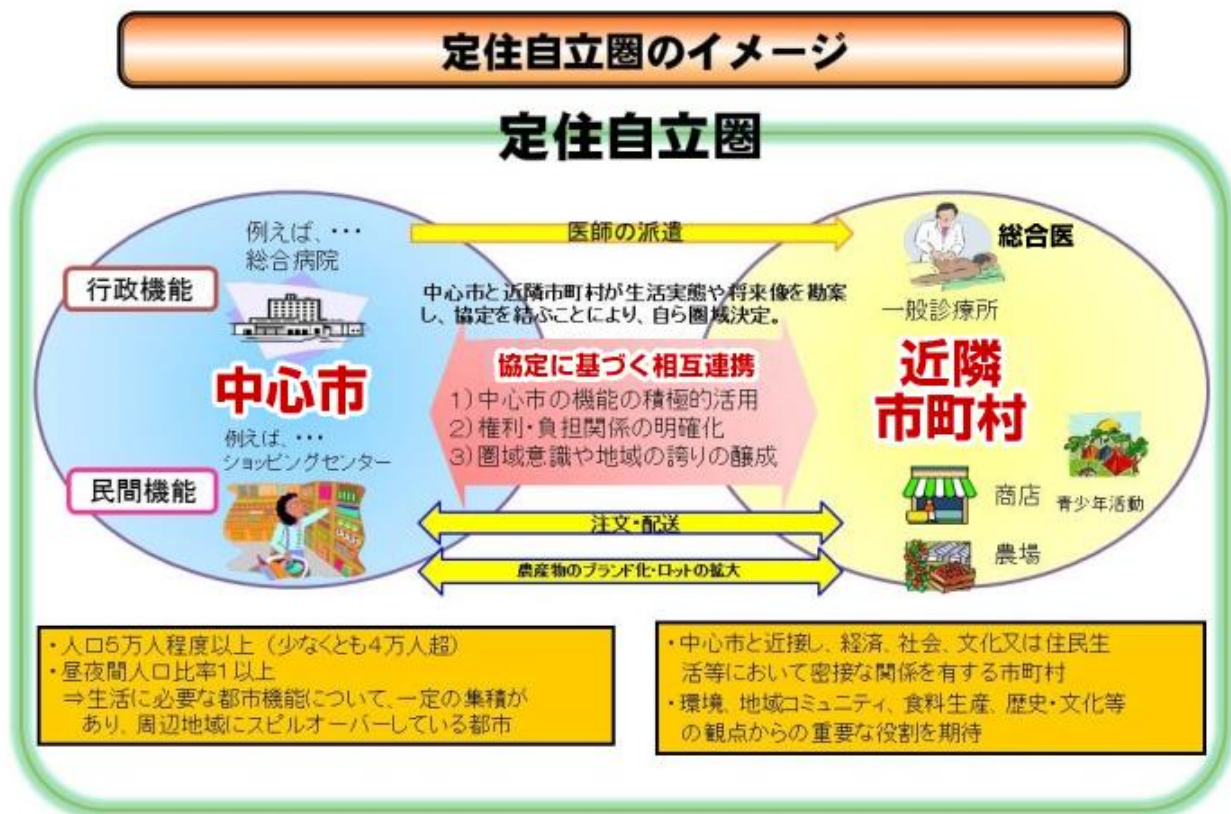 定住自立圏のイメージ
定住自立圏
例えば、・・・
総合病院
行政機能
中心市
例えば、・・・
ショッピングセンター
民間機能
医師の派遣
中心市と近隣市町村が生活実態や将来像を勘案
し、協定を結ぶことにより、自ら圏域決定。
協定に基づく相互連携
1)中心市の機能の積極的活用
2)権利・負担関係の明確化
3)圏域意識や地域の誇りの醸成
注文・配送
農産物のブランド化・ロットの拡大
総合医
一般診療所
近隣
市町村
商店
青少年活動
農場
・人口5万人程度以上（少なくとも4万人超）
・昼夜間人口比率1以上
⇒生活に必要な都市機能について、一定の集積が
あり、周辺地域にスピルオーバーしている都市
・中心市と近接し、経済、社会、文化又は住民生
活等において密接な関係を有する市町村
・環境、地域コミュニティ、食料生産、歴史・文化等
の観点からの重要な役割を期待